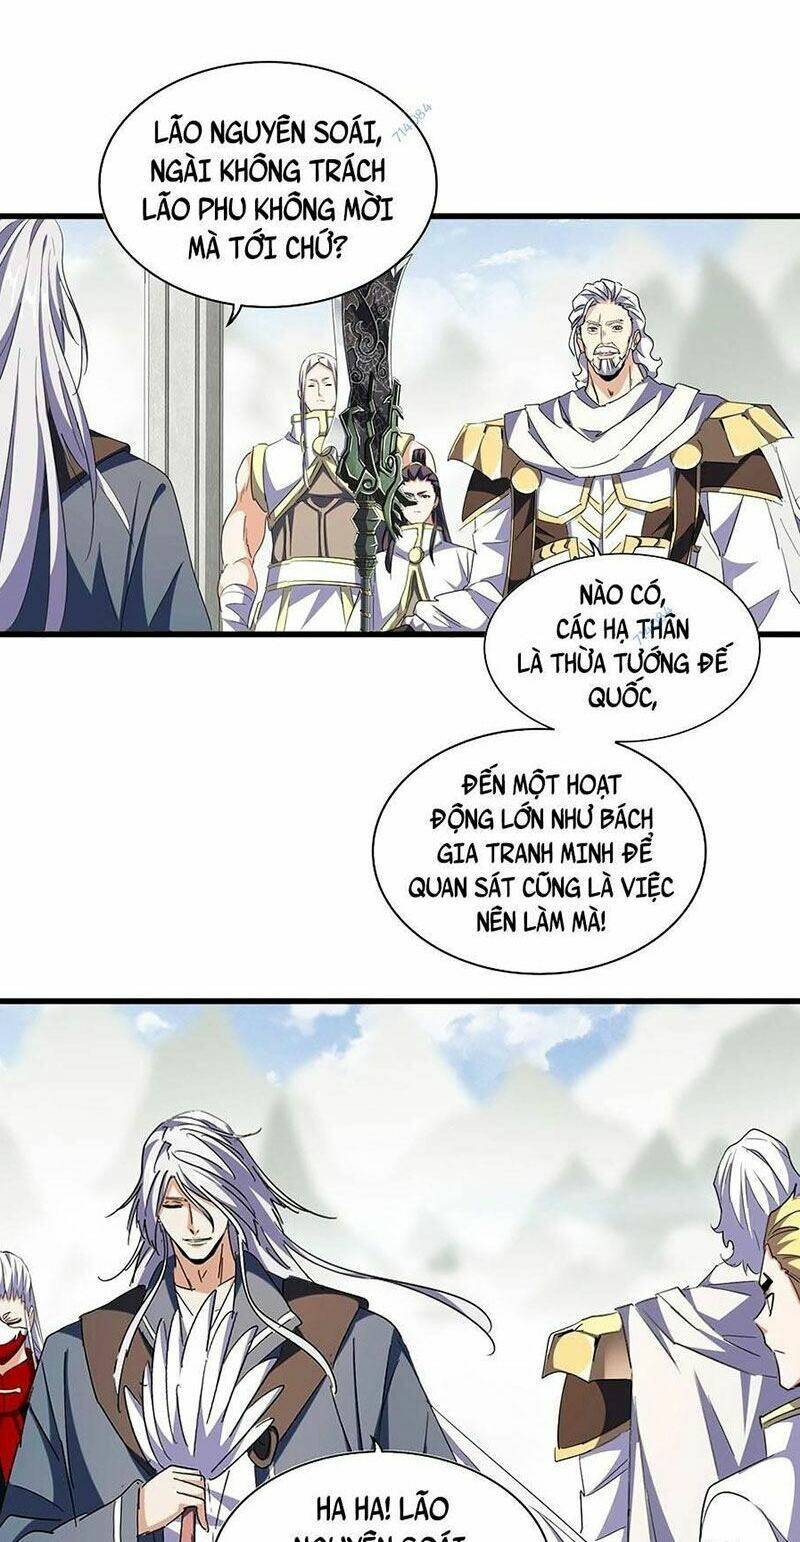 LÃO NGUYÊN SOÁI,
NGÀI KHÔNG TRÁCH
LÃO PHU KHÔNG MỜI
MÀ TỚI CHỨ?
NÀO CÓ,
CÁC HẠ THÂN
LÀ THỪA TƯỚNG ĐẾ
QUỐC,
ĐẾN MỘT HOẠT
ĐỘNG LỚN NHƯ BÁCH
GIA TRANH MINH ĐỂ
QUAN SÁT CŨNG LÀ VIỆC
NÊN LÀM MÀ!
HA HA! LÃO
NGUYÊN SOÁI